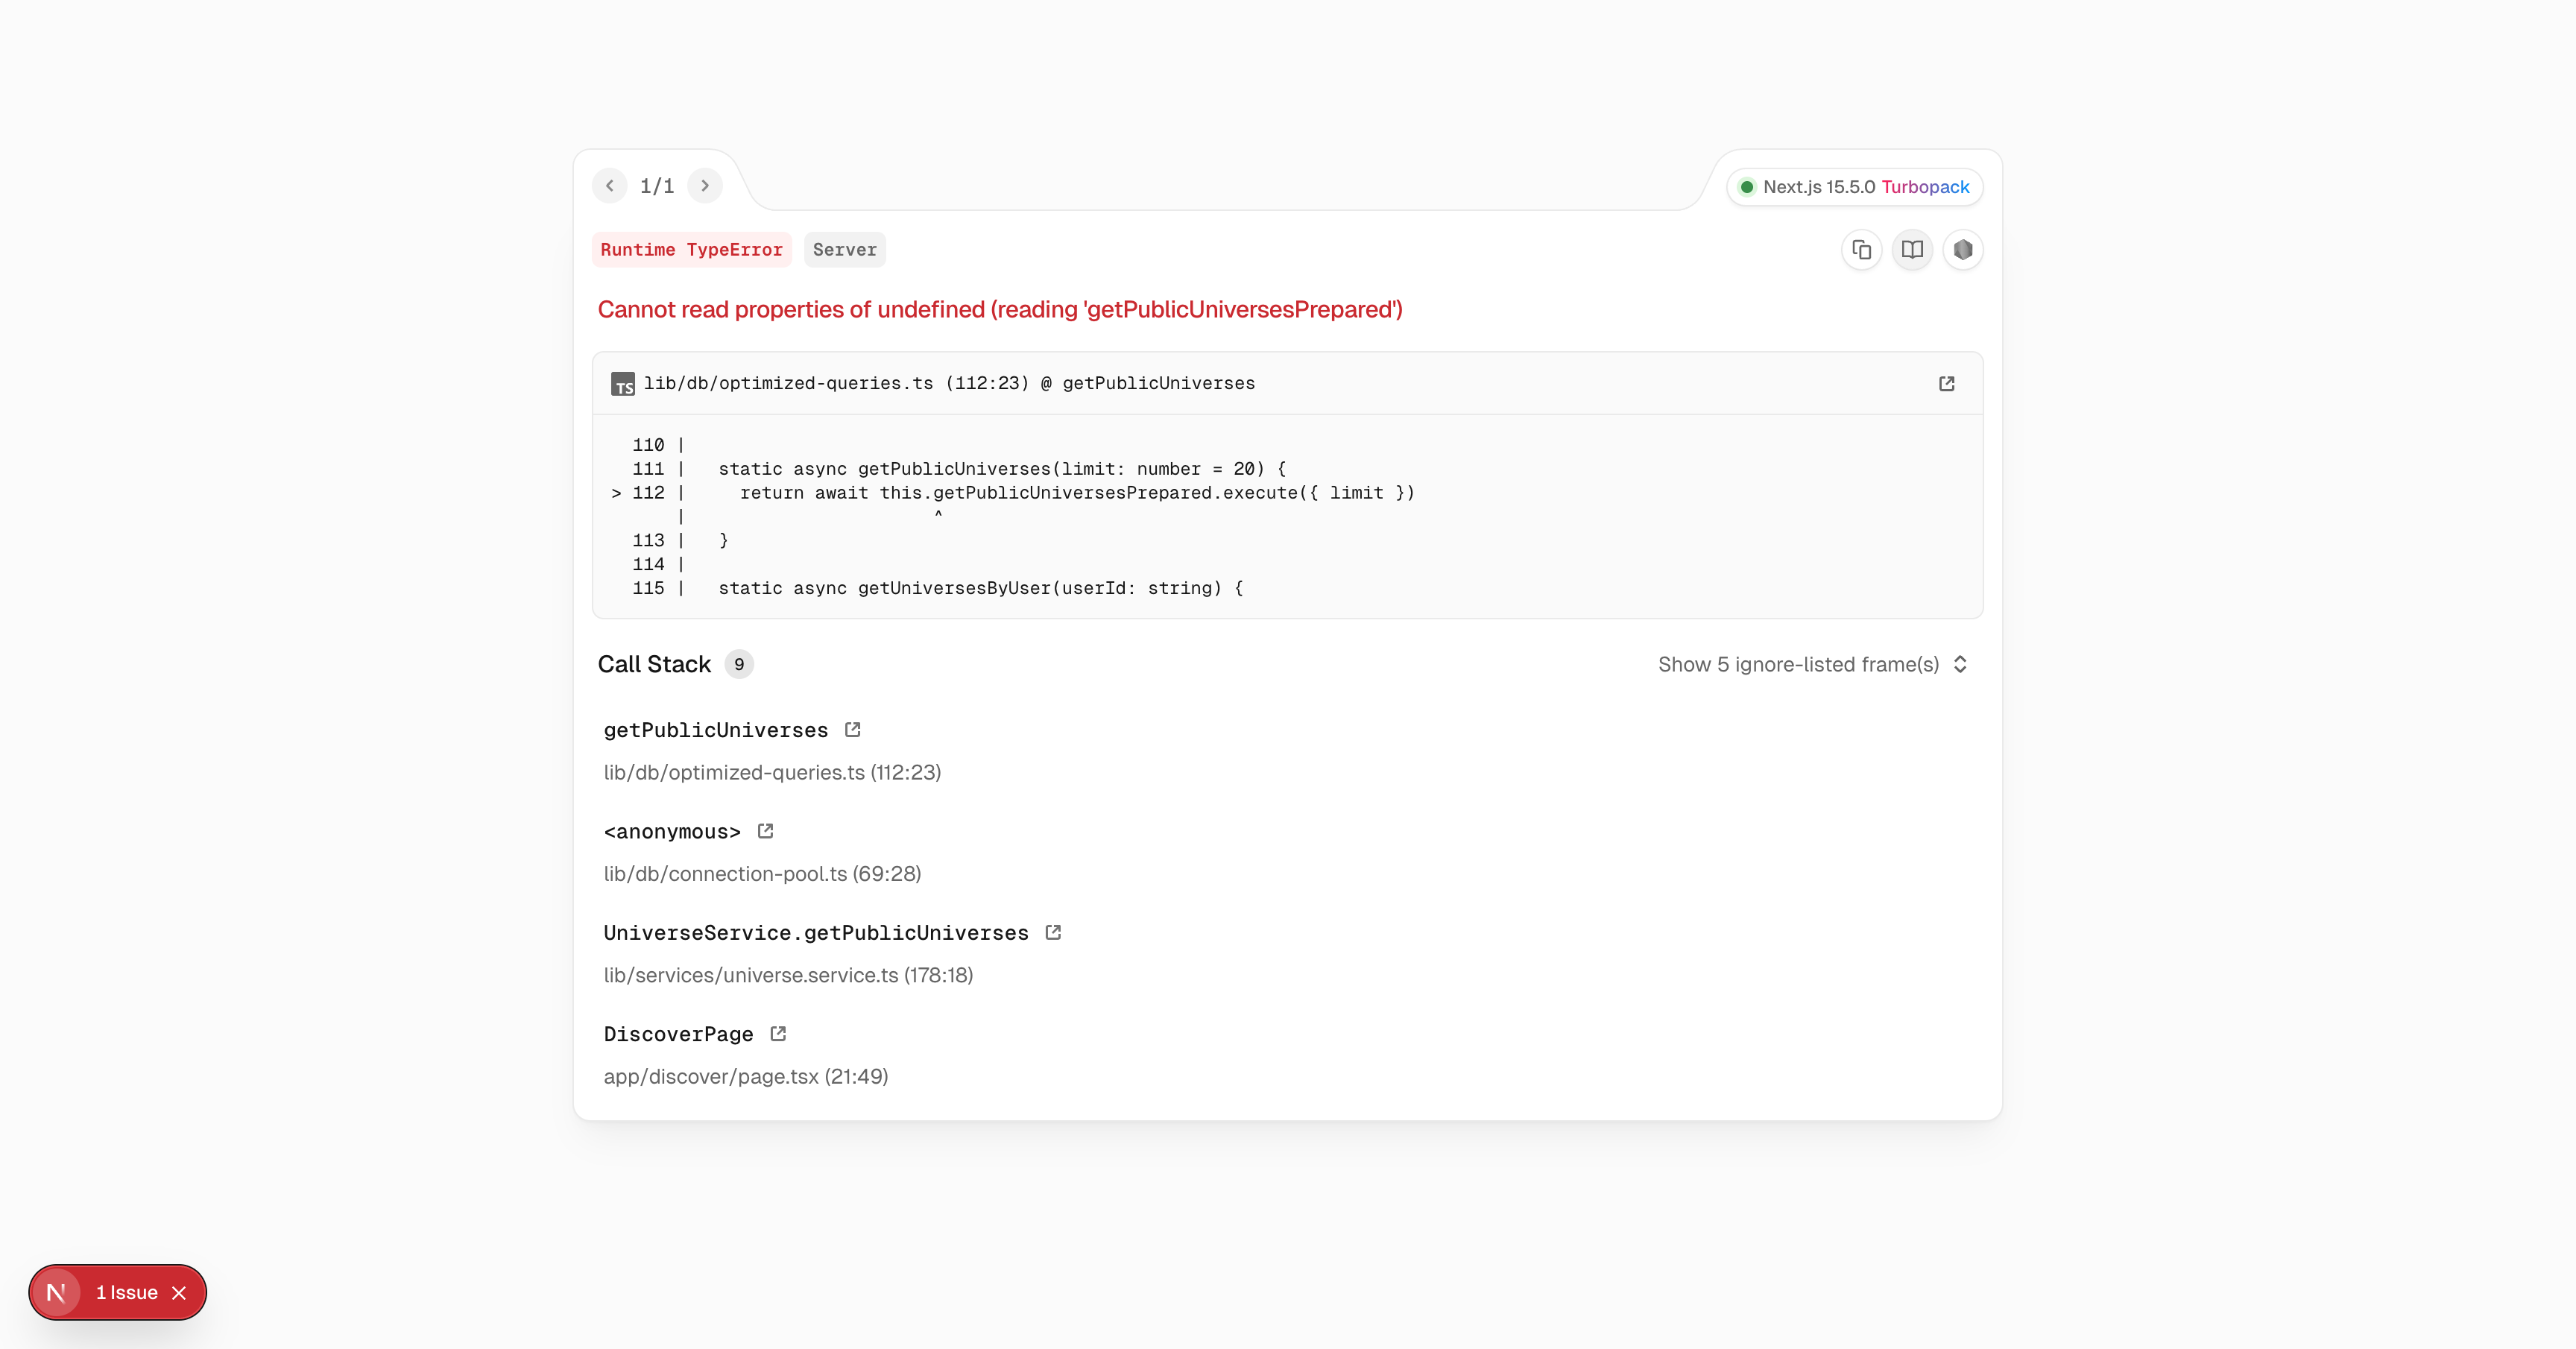 1/1
Next.js 15.5.0 Turbopack
Runtime TypeError Server
Cannot read properties of undefined (reading 'getPublicUniversesPrepared')
TS lib/db/optimized-queries.ts (112:23) @ getPublicUniverses
110 |
111 |   static async getPublicUniverses(limit: number = 20) {
> 112 |     return await this.getPublicUniversesPrepared.execute({ limit })
|                       ^
113 |   }
114 |
115 |   static async getUniversesByUser(userId: string) {
Call Stack 9
Show 5 ignore-listed frame(s)
getPublicUniverses
lib/db/optimized-queries.ts (112:23)
<anonymous>
lib/db/connection-pool.ts (69:28)
UniverseService.getPublicUniverses
lib/services/universe.service.ts (178:18)
DiscoverPage
app/discover/page.tsx (21:49)
N 1 Issue